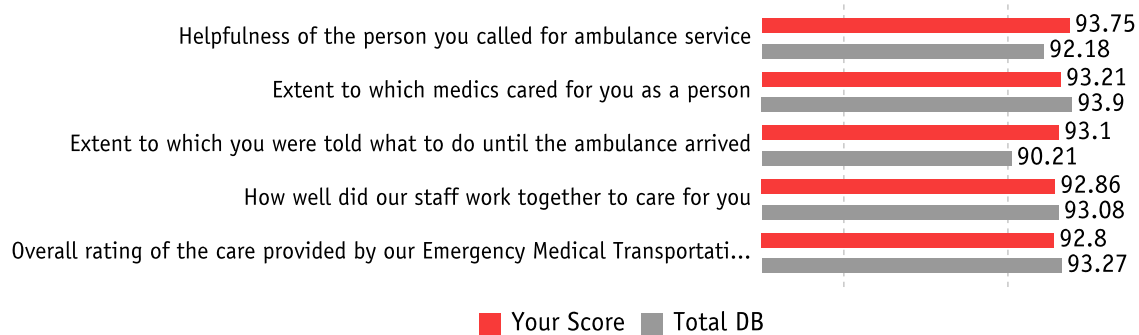 Helpfulness of the person you called for ambulance service 93.75
92.18
Extent to which medics cared for you as a person 93.21
93.9
Extent to which you were told what to do until the ambulance arrived 93.1
90.21
How well did our staff work together to care for you 92.86
93.08
Overall rating of the care provided by our Emergency Medical Transportati... 92.8
93.27
Your Score Total DB